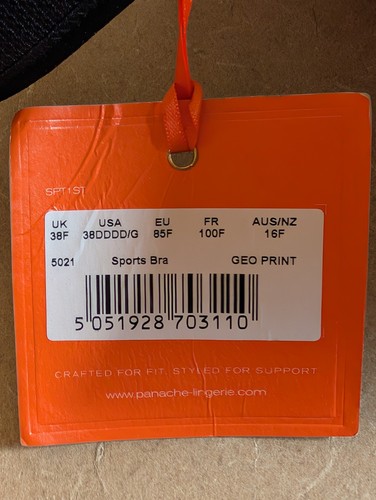 SPT1ST
UK USA EU FR AUS/NZ
38F 38DDDD/G 85F 100F 16F
5021 Sports Bra GEO PRINT
5 051928 703110
CRAFTED FOR FIT, STYLED FOR SUPPORT
www.panache-lingerie.com